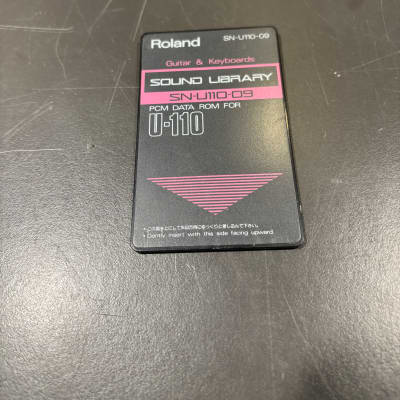 Roland SN-U110-09
Guitar & Keyboards
SOUND LIBRARY
SN-U110-09
PCM DATA ROM FOR
U-110
• Gently insert with this side facing upward